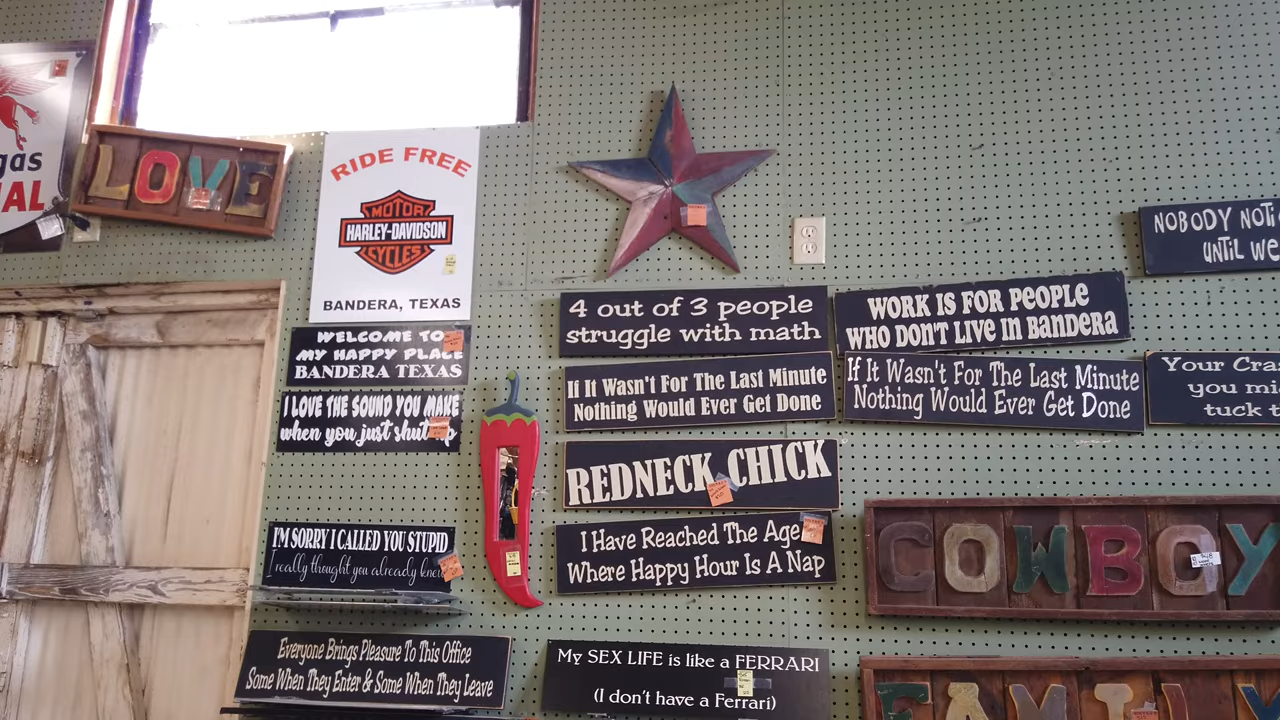 gas
LOVE
RIDE FREE
MOTOR
HARLEY-DAVIDSON
CYCLES
BANDERA, TEXAS
WELCOME TO
MY HAPPY PLACE
BANDERA TEXAS
I LOVE THE SOUND YOU MAKE
when you just shut up
I'M SORRY I CALLED YOU STUPID
I really thought you already knew
Everyone Brings Pleasure To This Office
Some When They Enter & Some When They Leave
4 out of 3 people
struggle with math
If It Wasn't For The Last Minute
Nothing Would Ever Get Done
REDNECK CHICK
I Have Reached The Age
Where Happy Hour Is A Nap
My SEX LIFE is like a FERRARI
(I don't have a Ferrari)
WORK IS FOR PEOPLE
WHO DON'T LIVE IN BANDERA
If It Wasn't For The Last Minute
Nothing Would Ever Get Done
NOBODY
UNTIL WE
Your
you
tuck
COWBOY
FAMILY